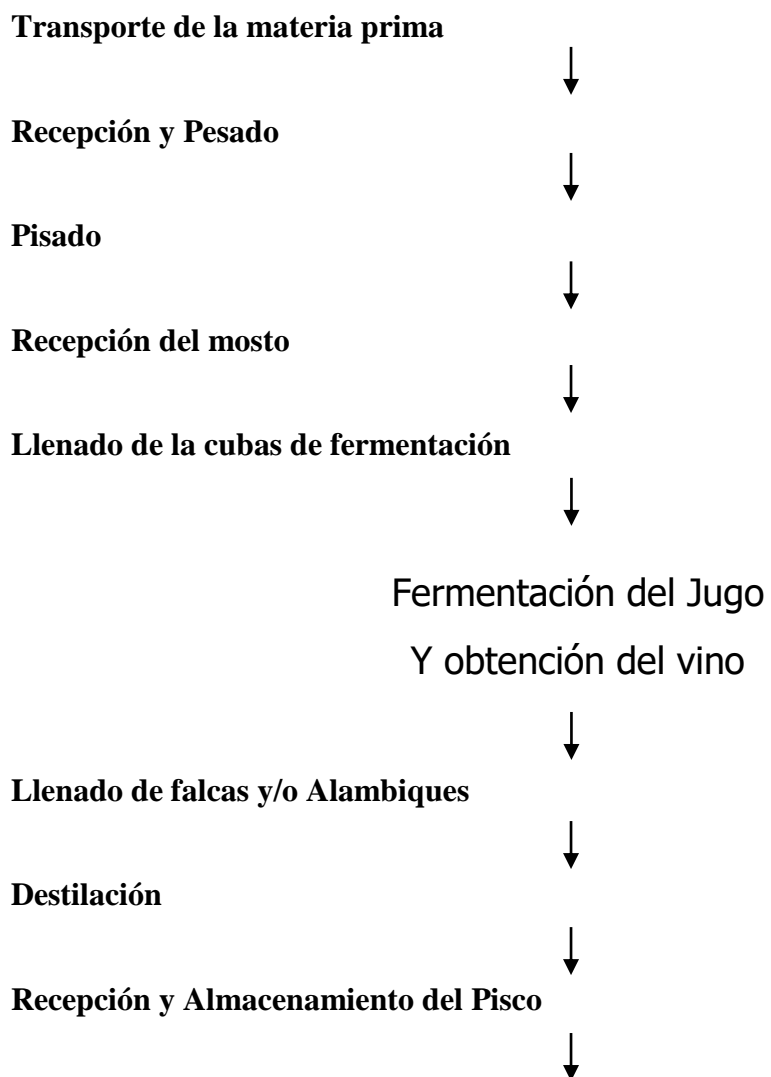 Transporte de la materia prima
Recepción y Pesado
Pisado
Recepción del mosto
Llenado de la cubas de fermentación
Fermentación del Jugo
Y obtención del vino
Llenado de falcas y/o Alambiques
Destilación
Recepción y Almacenamiento del Pisco